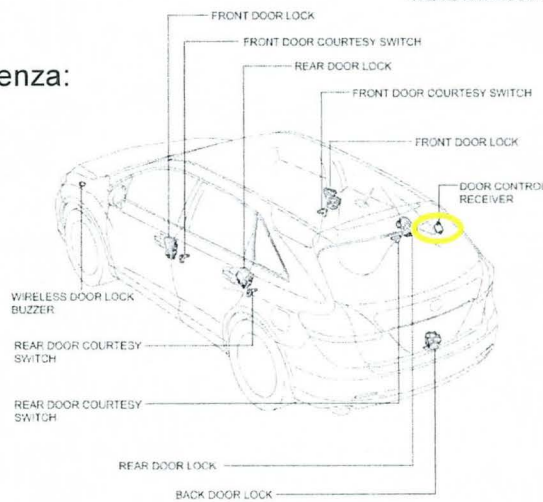 FRONT DOOR LOCK
FRONT DOOR COURTESY SWITCH
enza:
REAR DOOR LOCK
FRONT DOOR COURTESY SWITCH
FRONT DOOR LOCK
DOOR CONTROL
RECEIVER
WIRELESS DOOR LOCK
BUZZER
REAR DOOR COURTESY
SWITCH
REAR DOOR COURTESY
SWITCH
REAR DOOR LOCK
BACK DOOR LOCK